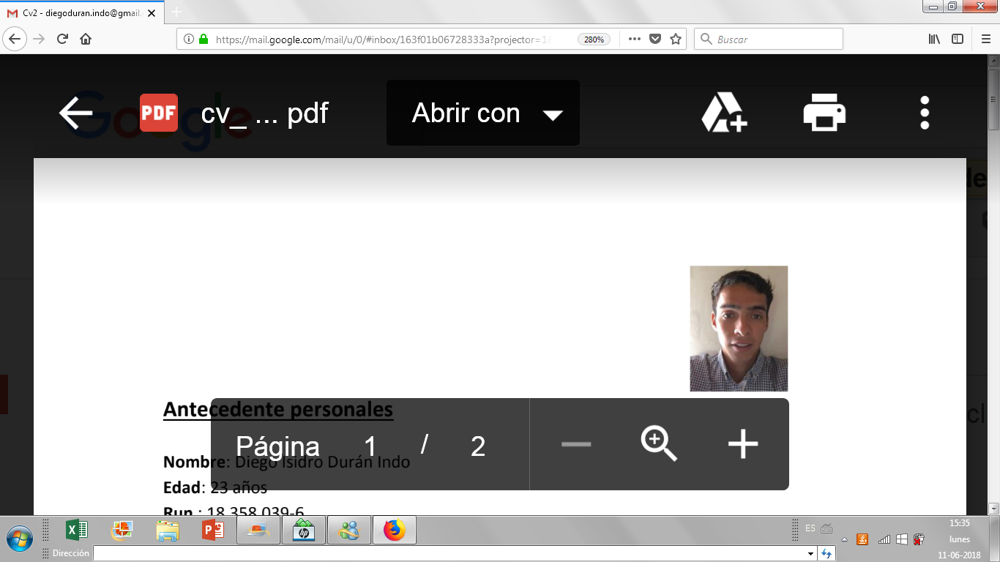 Cv2 - diegoduran.indo@gmail.
https://mail.google.com/mail/u/0/#inbox/163f01b06728333a?projector=1
280%
Buscar
PDF
cv_ ... pdf
Abrir con
Antecedente personales
Página 1 / 2
Nombre: Diego Isidro Durán Indo
Edad: 23 años
Run : 18.358.039-6
ES
15:35
lunes
11-06-2018
Dirección